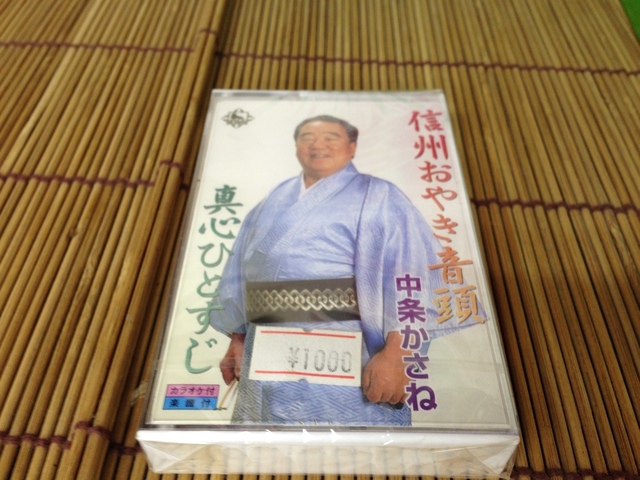 信州おやき音頭
中条かさね
真心ひとすじ
¥1000
カラオケ付
楽譜付